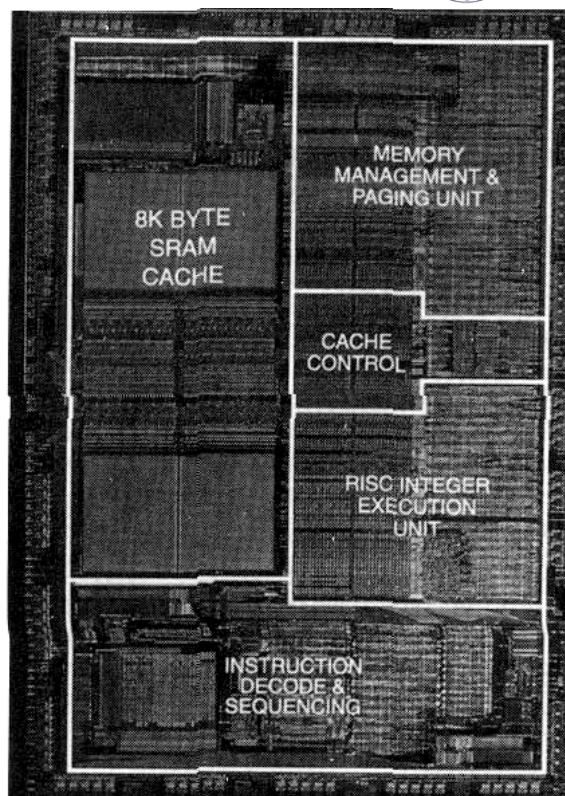 8K BYTE
SRAM
CACHE
MEMORY
MANAGEMENT &
PAGING UNIT
CACHE
CONTROL
RISC INTEGER
EXECUTION
UNIT
INSTRUCTION
DECODE &
SEQUENCING